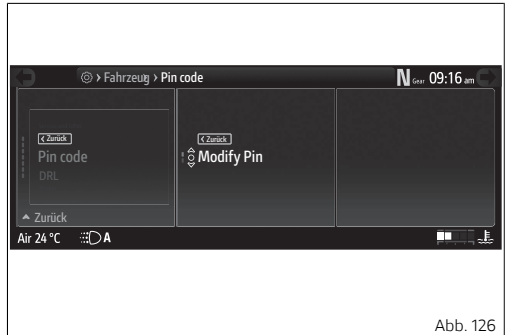 Fahrzeug › Pin code
N Gear 09:16 am
‹ Zurück
Pin code
DRL
Zurück
‹ Zurück
Modify Pin
Air 24 °C
A
Abb. 126